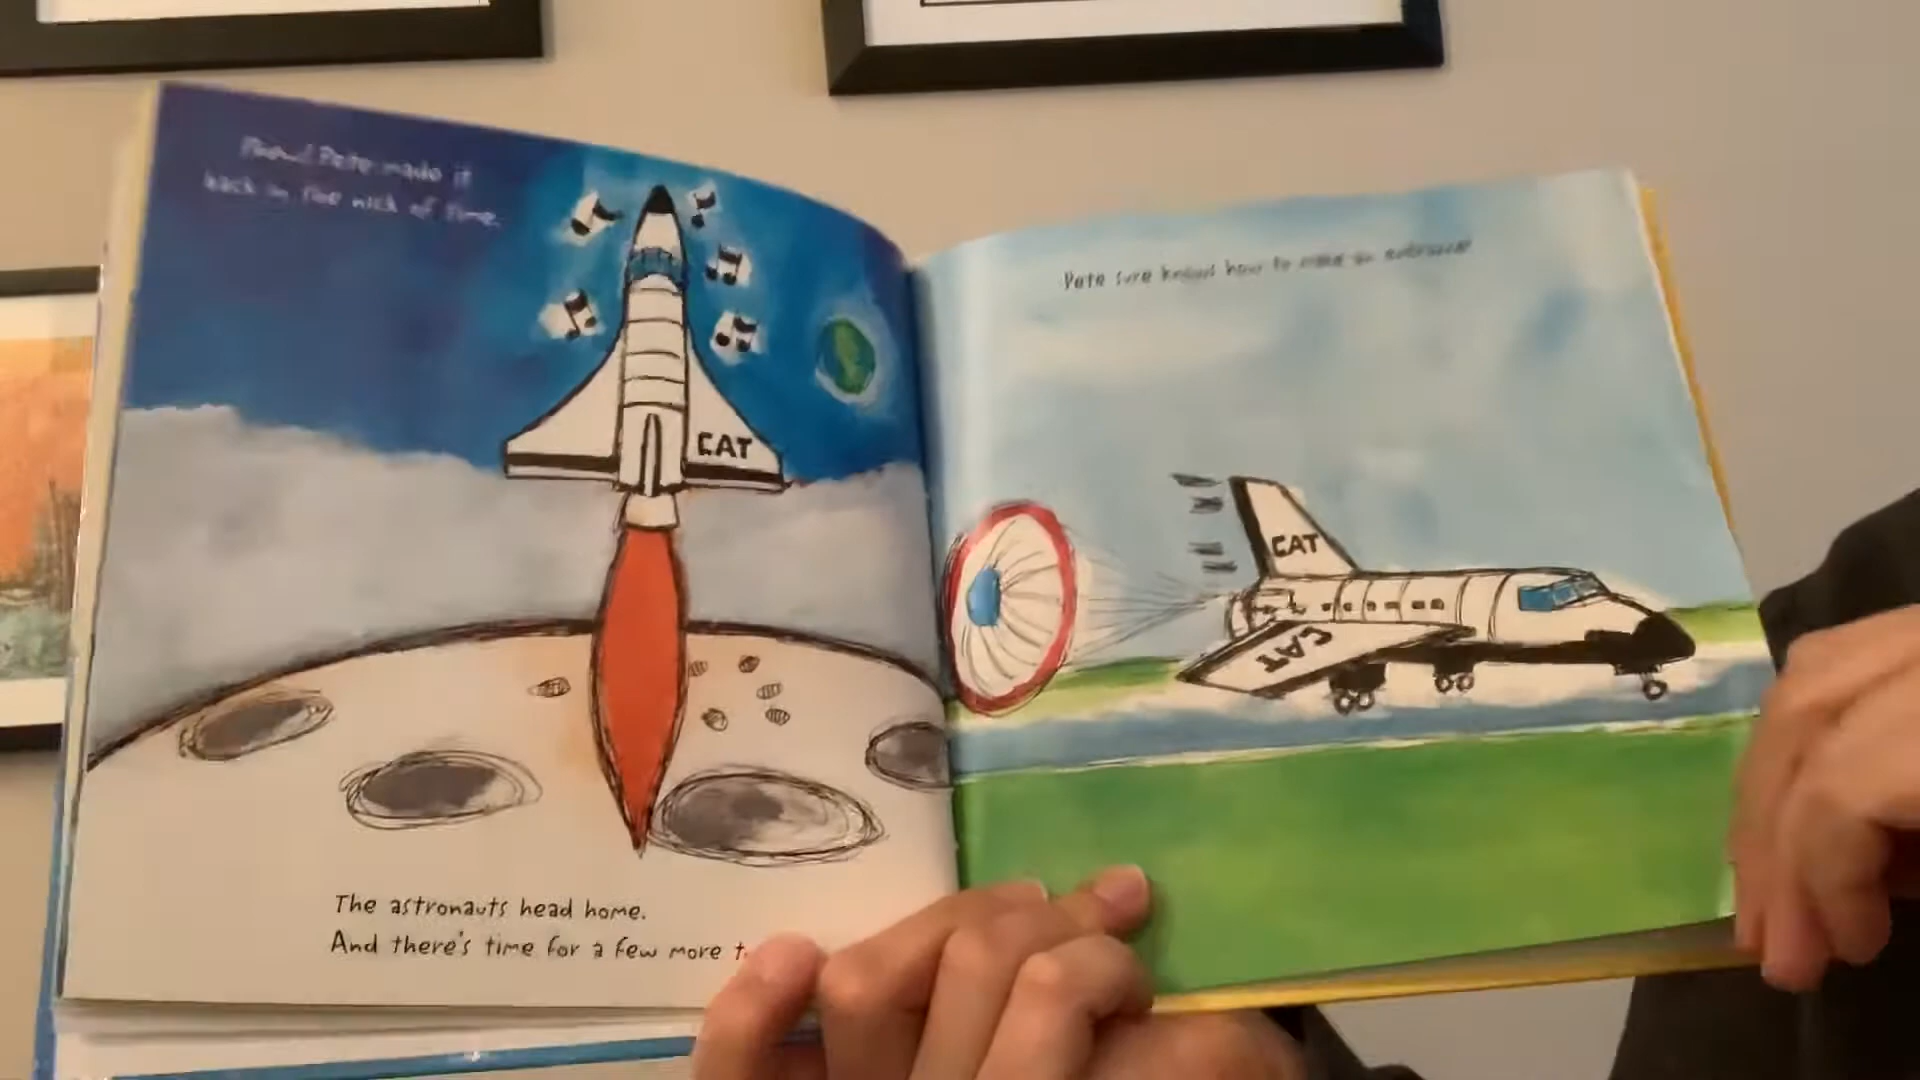 Phew! Pete made it
back in the nick of time.
CAT
The astronauts head home.
And there's time for a few more t
Pete sure knows how to make an entrance!
CAT
CAT